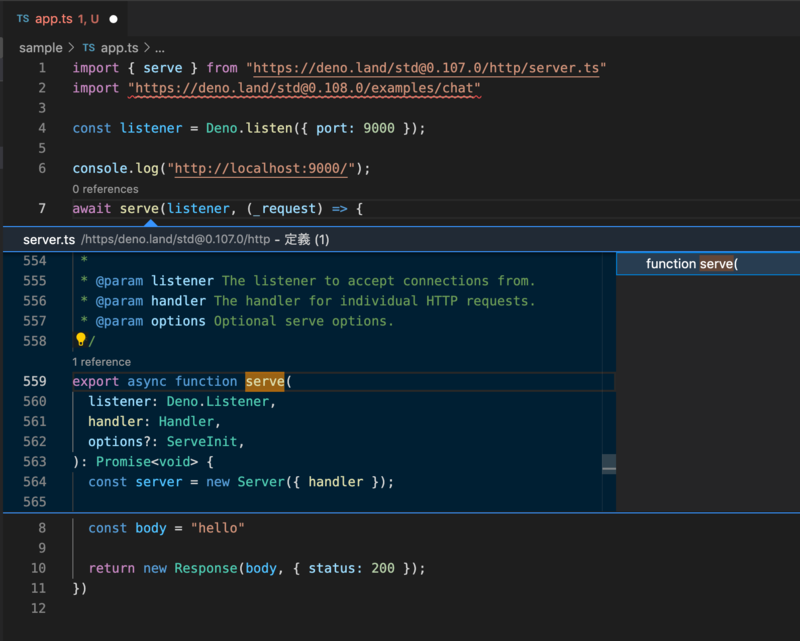 TS app.ts 1, U
sample > TS app.ts > ...
1 import { serve } from "https://deno.land/std@0.107.0/http/server.ts"
2 import "https://deno.land/std@0.108.0/examples/chat"
3
4 const listener = Deno.listen({ port: 9000 });
5
6 console.log("http://localhost:9000/");
0 references
7 await serve(listener, (_request) => {
server.ts /https/deno.land/std@0.107.0/http - 定義 (1)
554 *
function serve(
555 * @param listener The listener to accept connections from.
556 * @param handler The handler for individual HTTP requests.
557 * @param options Optional serve options.
558 /
1 reference
559 export async function serve(
560 listener: Deno.Listener,
561 handler: Handler,
562 options?: ServeInit,
563 ): Promise<void> {
564 const server = new Server({ handler });
565
8 const body = "hello"
9
10 return new Response(body, { status: 200 });
11 })
12